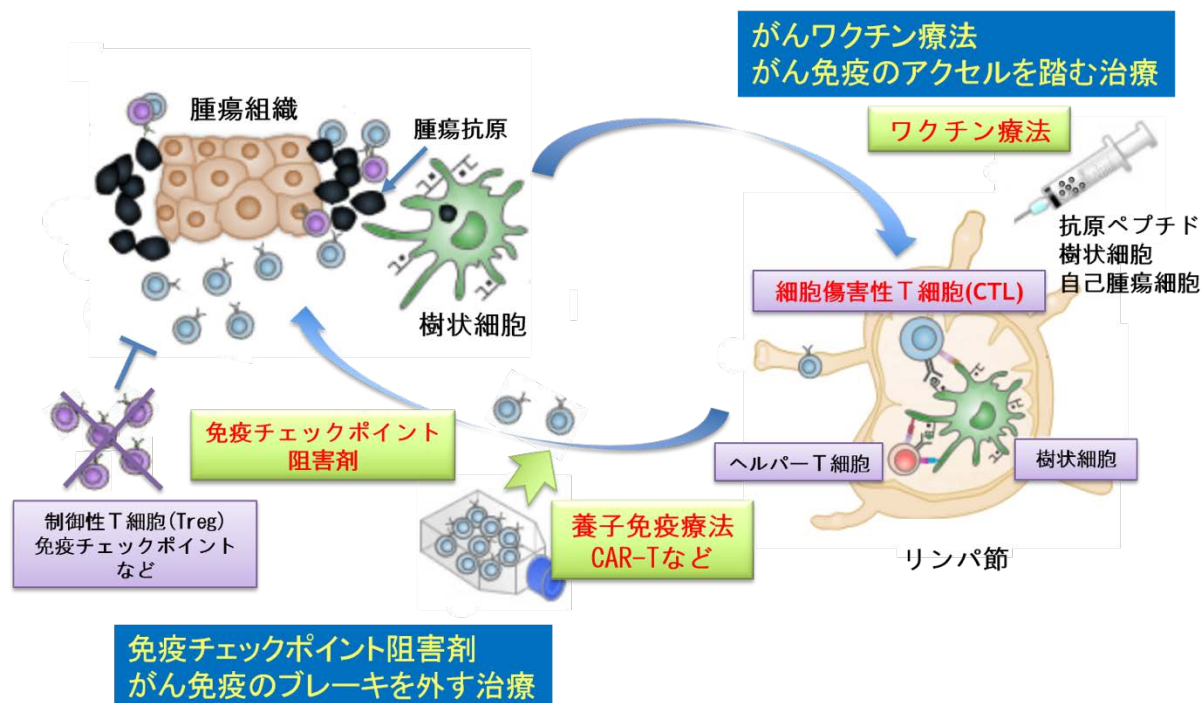 がんワクチン療法
がん免疫のアクセルを踏む治療
腫瘍組織
腫瘍抗原
ワクチン療法
抗原ペプチド
樹状細胞
自己腫瘍細胞
樹状細胞
細胞傷害性T細胞(CTL)
免疫チェックポイント
阻害剤
ヘルパーT細胞
樹状細胞
制御性T細胞(Treg)
免疫チェックポイント
など
養子免疫療法
CAR-Tなど
リンパ節
免疫チェックポイント阻害剤
がん免疫のブレーキを外す治療